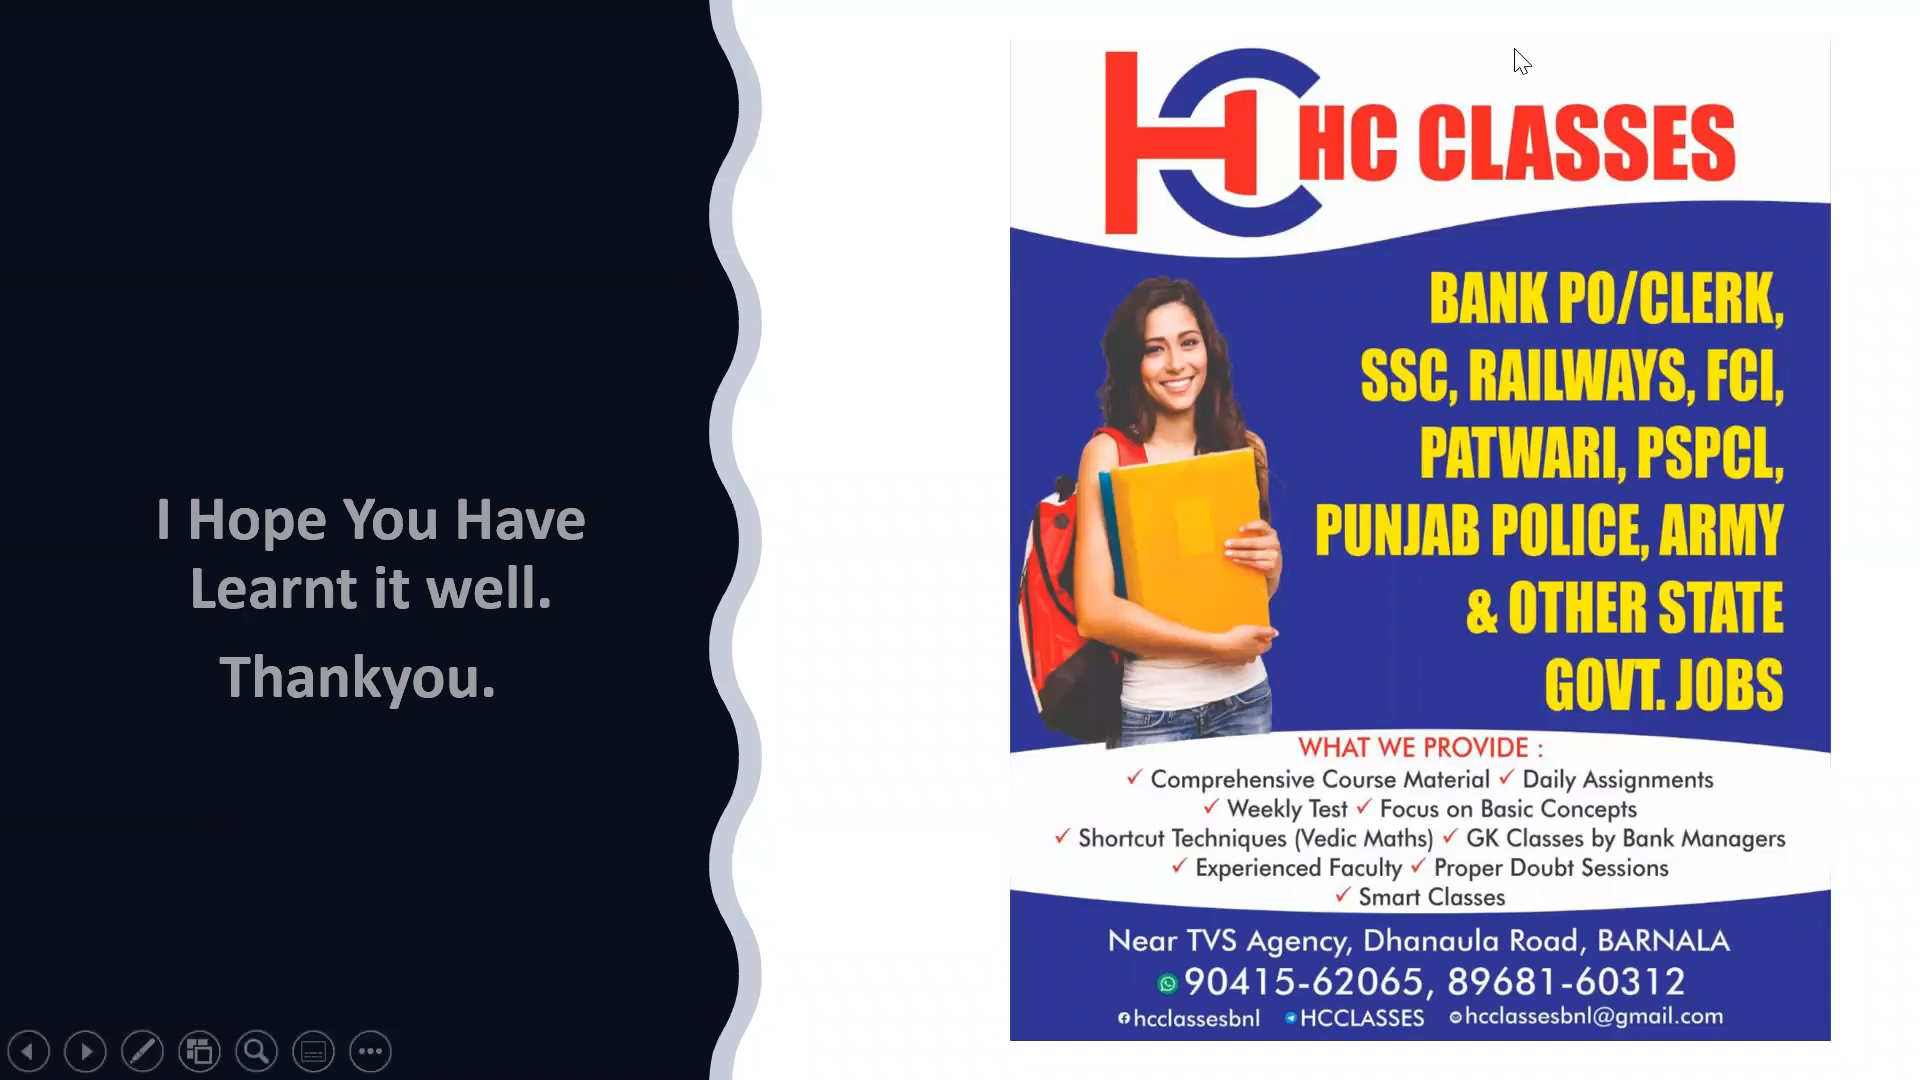 I Hope You Have
Learnt it well.
Thankyou.
HC HC CLASSES
BANK PO/CLERK,
SSC, RAILWAYS, FCI,
PATWARI, PSPCL,
PUNJAB POLICE, ARMY
& OTHER STATE
GOVT. JOBS
WHAT WE PROVIDE :
✓ Comprehensive Course Material ✓ Daily Assignments
✓ Weekly Test ✓ Focus on Basic Concepts
✓ Shortcut Techniques (Vedic Maths) ✓ GK Classes by Bank Managers
✓ Experienced Faculty ✓ Proper Doubt Sessions
✓ Smart Classes
Near TVS Agency, Dhanaula Road, BARNALA
90415-62065, 89681-60312
hcclassesbnl HCCLASSES hcclassesbnl@gmail.com